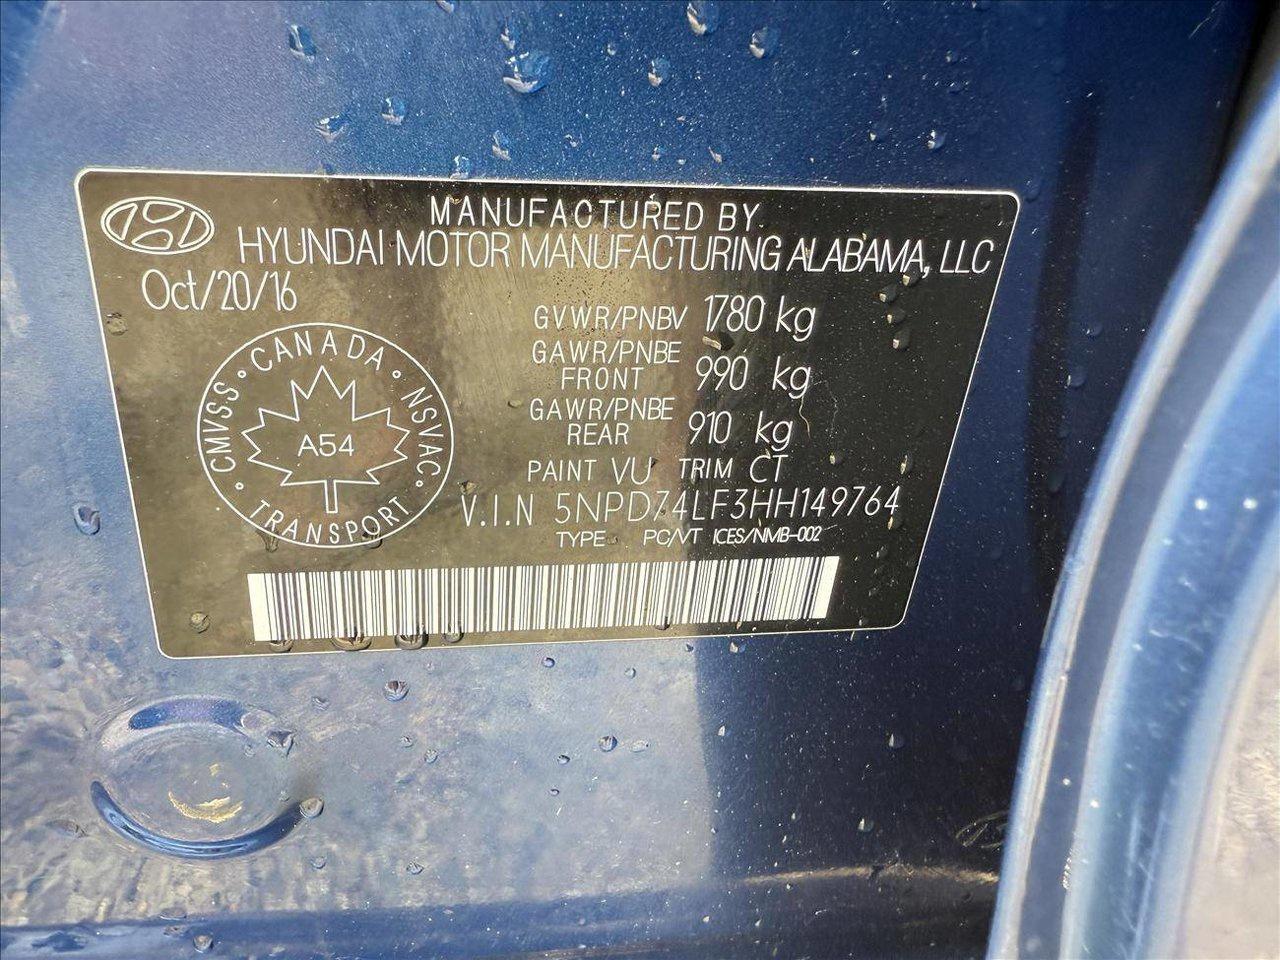 MANUFACTURED BY
HYUNDAI MOTOR MANUFACTURING ALABAMA, LLC
Oct/20/16
GVWR/PNBV 1780 kg
GAWR/PNBE FRONT 990 kg
GAWR/PNBE REAR 910 kg
PAINT VU TRIM CT
V.I.N 5NPD74LF3HH149764
TYPE PC/VT ICES/NMB-002
CMVSS • CANADA • NSVAC • TRANSPORT •
A54